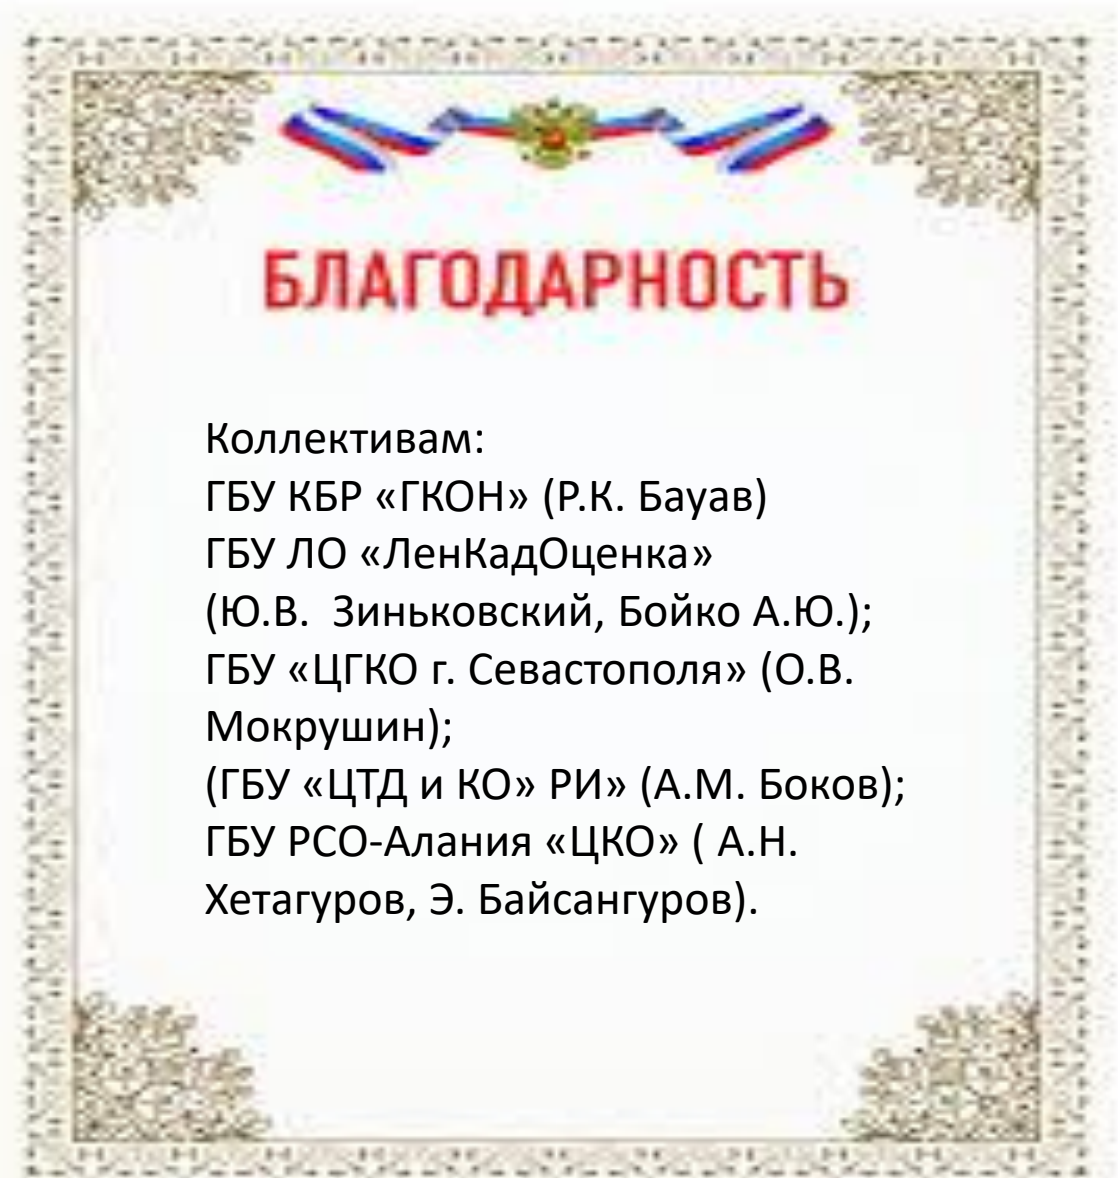 БЛАГОДАРНОСТЬ
Коллективам:
ГБУ КБР «ГКОН» (Р.К. Бауав)
ГБУ ЛО «ЛенКадОценка»
(Ю.В.  Зиньковский, Бойко А.Ю.);
ГБУ «ЦГКО г. Севастополя» (О.В.
Мокрушин);
(ГБУ «ЦТД и КО» РИ» (А.М. Боков);
ГБУ РСО-Алания «ЦКО» ( А.Н.
Хетагуров, Э. Байсангуров).